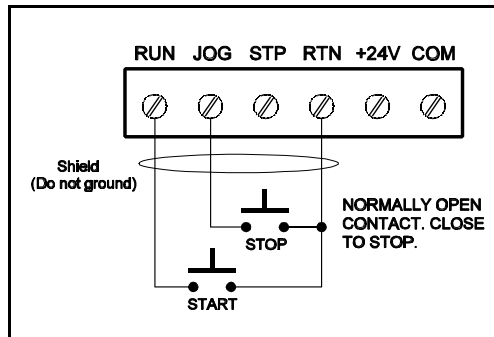 RUN JOG STP RTN +24V COM
Shield
(Do not ground)
NORMALLY OPEN
CONTACT. CLOSE
TO STOP.
STOP
START